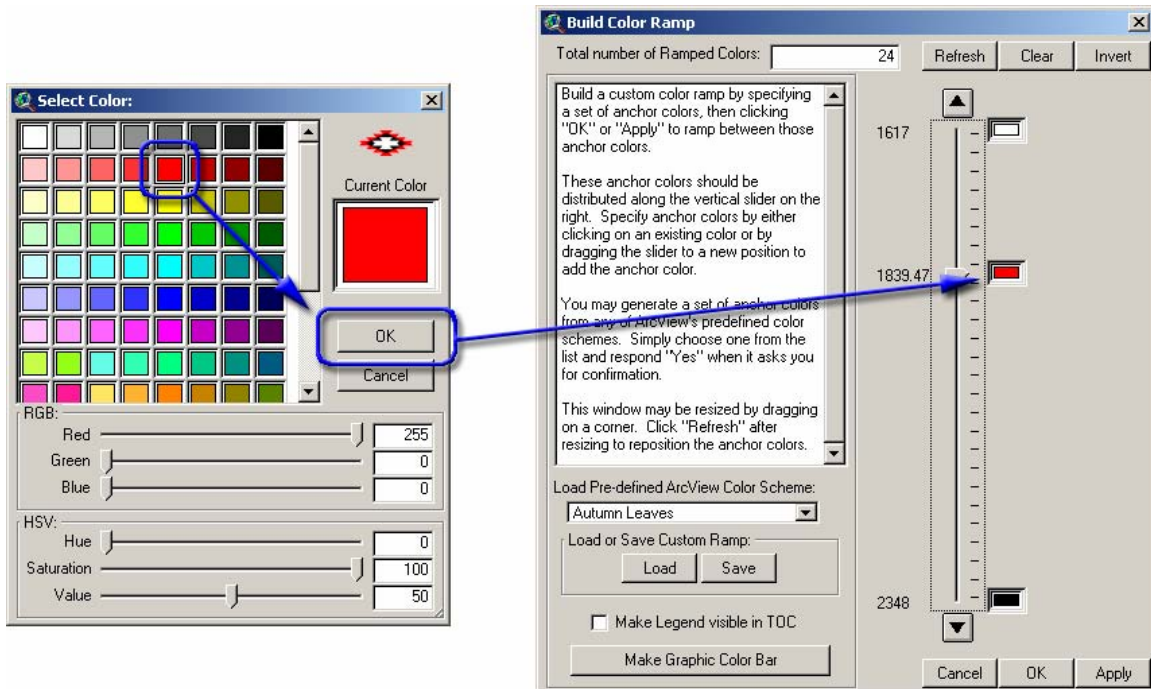 Select Color:
Current Color
OK
Cancel
RGB:
Red 255
Green 0
Blue 0
HSV:
Hue 0
Saturation 100
Value 50
Build Color Ramp
Total number of Ramped Colors: 24
Refresh Clear Invert
Build a custom color ramp by specifying
a set of anchor colors, then clicking
"OK" or "Apply" to ramp between those
anchor colors.
These anchor colors should be
distributed along the vertical slider on the
right. Specify anchor colors by either
clicking on an existing color or by
dragging the slider to a new position to
add the anchor color.
You may generate a set of anchor colors
from any of ArcView's predefined color
schemes. Simply choose one from the
list and respond "Yes" when it asks you
for confirmation.
This window may be resized by dragging
on a corner. Click "Refresh" after
resizing to reposition the anchor colors.
Load Pre-defined ArcView Color Scheme:
Autumn Leaves
Load or Save Custom Ramp:
Load Save
Make Legend visible in TOC
Make Graphic Color Bar
1617
1839.47
2348
Cancel OK Apply